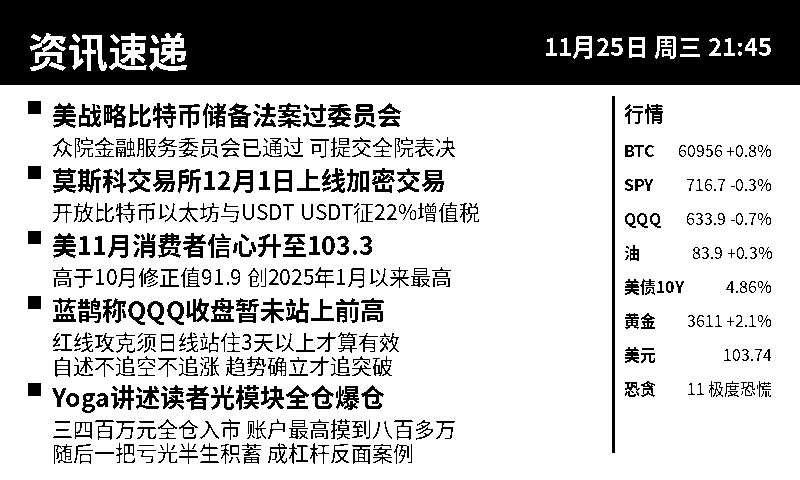 资讯速递
11月25日 周三 21:45
美战略比特币储备法案过委员会
众院金融服务委员会已通过 可提交全院表决
莫斯科交易所12月1日上线加密交易
开放比特币以太坊与USDT USDT征22%增值税
美11月消费者信心升至103.3
高于10月修正值91.9 创2025年1月以来最高
蓝鹊称QQQ收盘暂未站上前高
红线攻克须日线站住3天以上才算有效
自述不追空不追涨 趋势确立才追突破
Yoga讲述读者光模块全仓爆仓
三四百万元全仓入市 账户最高摸到八百多万
随后一把亏光半生积蓄 成杠杆反面案例
行情
BTC 60956 +0.8%
SPY 716.7 -0.3%
QQQ 633.9 -0.7%
油 83.9 +0.3%
美债10Y 4.86%
黄金 3611 +2.1%
美元 103.74
恐贪 11 极度恐慌